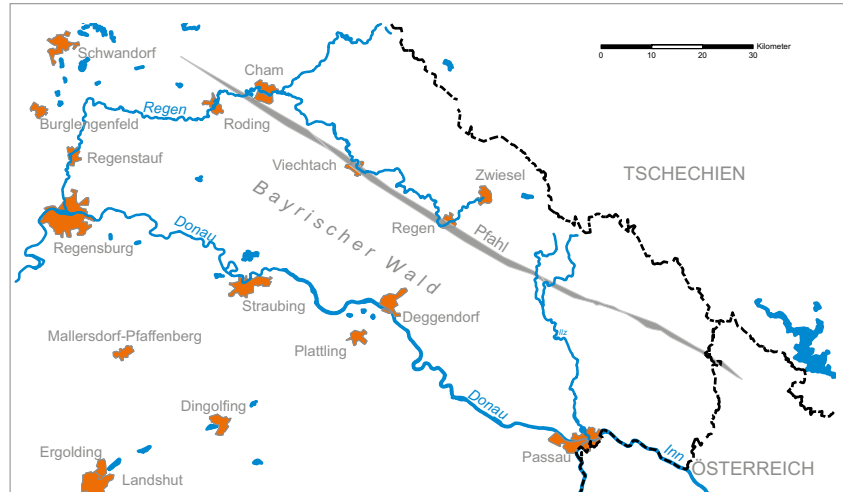 Schwandorf
Cham
0
10
20
30
Kilometer
Regen
Burglengenfeld
Roding
Regenstauf
Viechtach
Zwiesel
TSCHECHIEN
Bayrischer Wald
Regen
Pfahl
Donau
Regensburg
Straubing
Deggendorf
Ilz
Mallersdorf-Pfaffenberg
Plattling
Dingolfing
Donau
Ergolding
Passau
Inn
Landshut
ÖSTERREICH